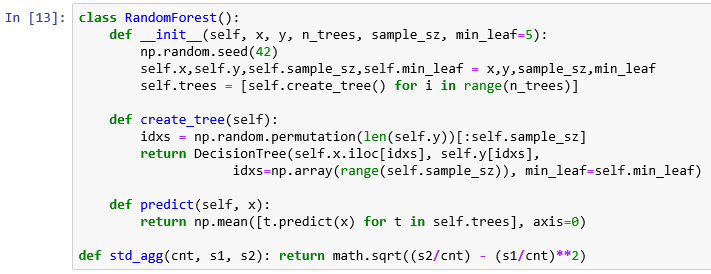 In [13]: class RandomForest():
    def __init__(self, x, y, n_trees, sample_sz, min_leaf=5):
        np.random.seed(42)
        self.x,self.y,self.sample_sz,self.min_leaf = x,y,sample_sz,min_leaf
        self.trees = [self.create_tree() for i in range(n_trees)]

    def create_tree(self):
        idxs = np.random.permutation(len(self.y))[:self.sample_sz]
        return DecisionTree(self.x.iloc[idxs], self.y[idxs],
                    idxs=np.array(range(self.sample_sz)), min_leaf=self.min_leaf)

    def predict(self, x):
        return np.mean([t.predict(x) for t in self.trees], axis=0)

def std_agg(cnt, s1, s2): return math.sqrt((s2/cnt) - (s1/cnt)**2)